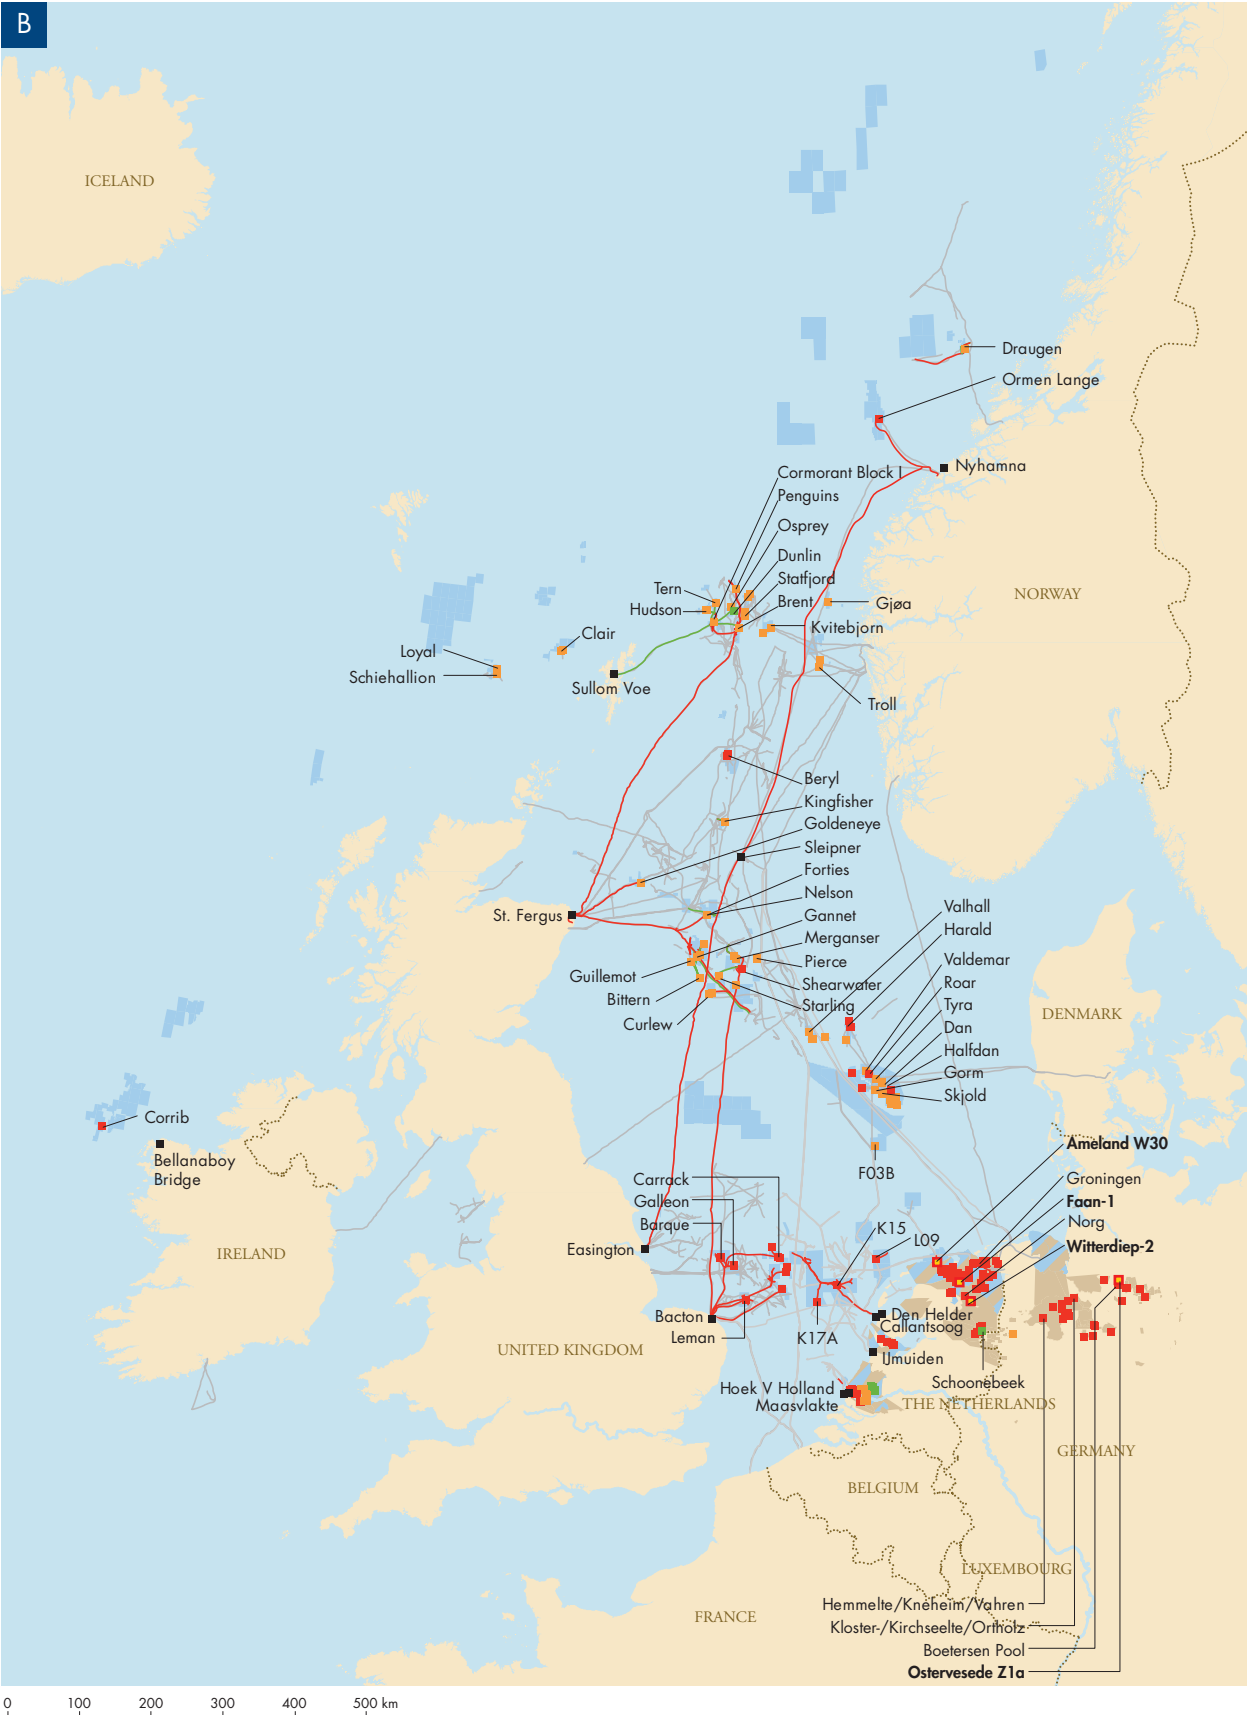 B
ICELAND
Draugen
Ormen Lange
Nyhamna
Cormorant Block I
Penguins
Osprey
Dunlin
Statfjord
Brent
Tern
Hudson
Gjøa
NORWAY
Kvitebjorn
Clair
Loyal
Schiehallion
Sullom Voe
Troll
Beryl
Kingfisher
Goldeneye
Sleipner
Forties
Nelson
Gannet
Merganser
Pierce
Shearwater
Starling
St. Fergus
Guillemot
Bittern
Curlew
Valhall
Harald
Valdemar
Roar
Tyra
Dan
Halfdan
Gorm
Skjold
DENMARK
Corrib
Bellanaboy
Bridge
IRELAND
F03B
Ameland W30
Groningen
Faan-1
Norg
Witterdiep-2
Carrack
Galleon
Barque
Easington
K15
L09
Bacton
Leman
K17A
Den Helder
Callantsoog
IJmuiden
UNITED KINGDOM
Schoonebeek
Hoek V Holland
Maasvlakte
THE NETHERLANDS
GERMANY
BELGIUM
LUXEMBOURG
FRANCE
Hemmelte/Kneheim/Vahren
Kloster-/Kirchseelte/Ortholz
Boetersen Pool
Ostervesede Z1a
0 100 200 300 400 500 km